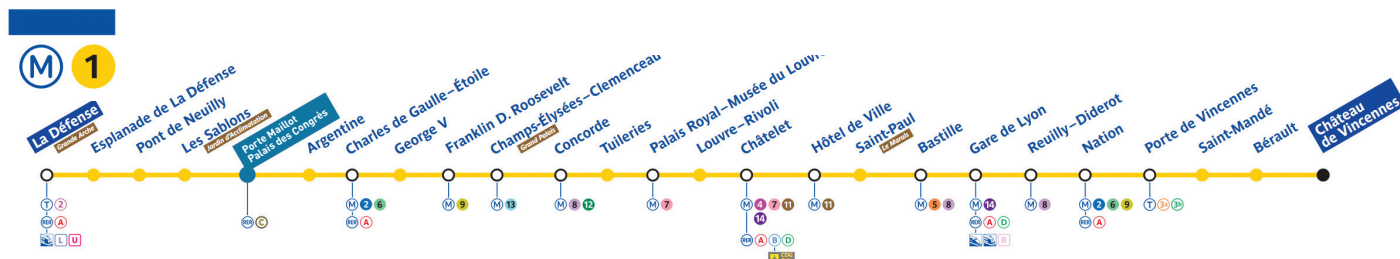 M 1
La Défense
Grande Arche
Esplanade de La Défense
Pont de Neuilly
Les Sablons
Jardin d'Acclimatation
Porte Maillot
Palais des Congrès
Argentine
Charles de Gaulle–Étoile
George V
Franklin D. Roosevelt
Champs-Élysées–Clemenceau
Grand Palais
Concorde
Tuileries
Palais Royal–Musée du Louvre
Louvre–Rivoli
Châtelet
Hôtel de Ville
Saint-Paul
Le Marais
Bastille
Gare de Lyon
Reuilly–Diderot
Nation
Porte de Vincennes
Saint-Mandé
Bérault
Château
de Vincennes
T 2
RER A
L U
RER C
M 2 6
RER A
M 9
M 13
M 8 12
M 7
M 4 7 11
14
RER A B D
CDG
M 11
M 5 8
M 14
RER A D
R
M 8
M 2 6 9
RER A
T 3a 3b